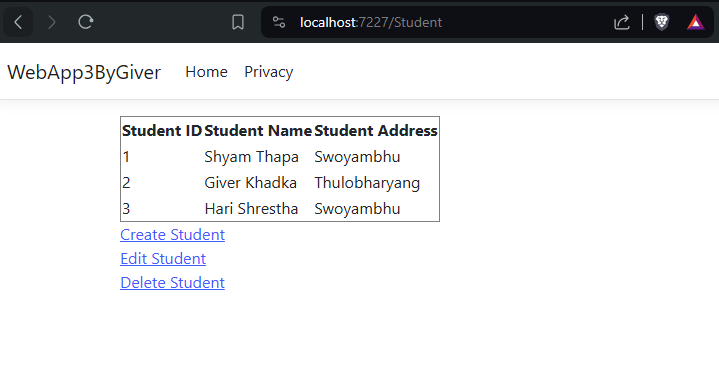 localhost:7227/Student
WebApp3ByGiver Home Privacy
Student ID Student Name Student Address
1 Shyam Thapa Swoyambhu
2 Giver Khadka Thulobharyang
3 Hari Shrestha Swoyambhu
Create Student
Edit Student
Delete Student